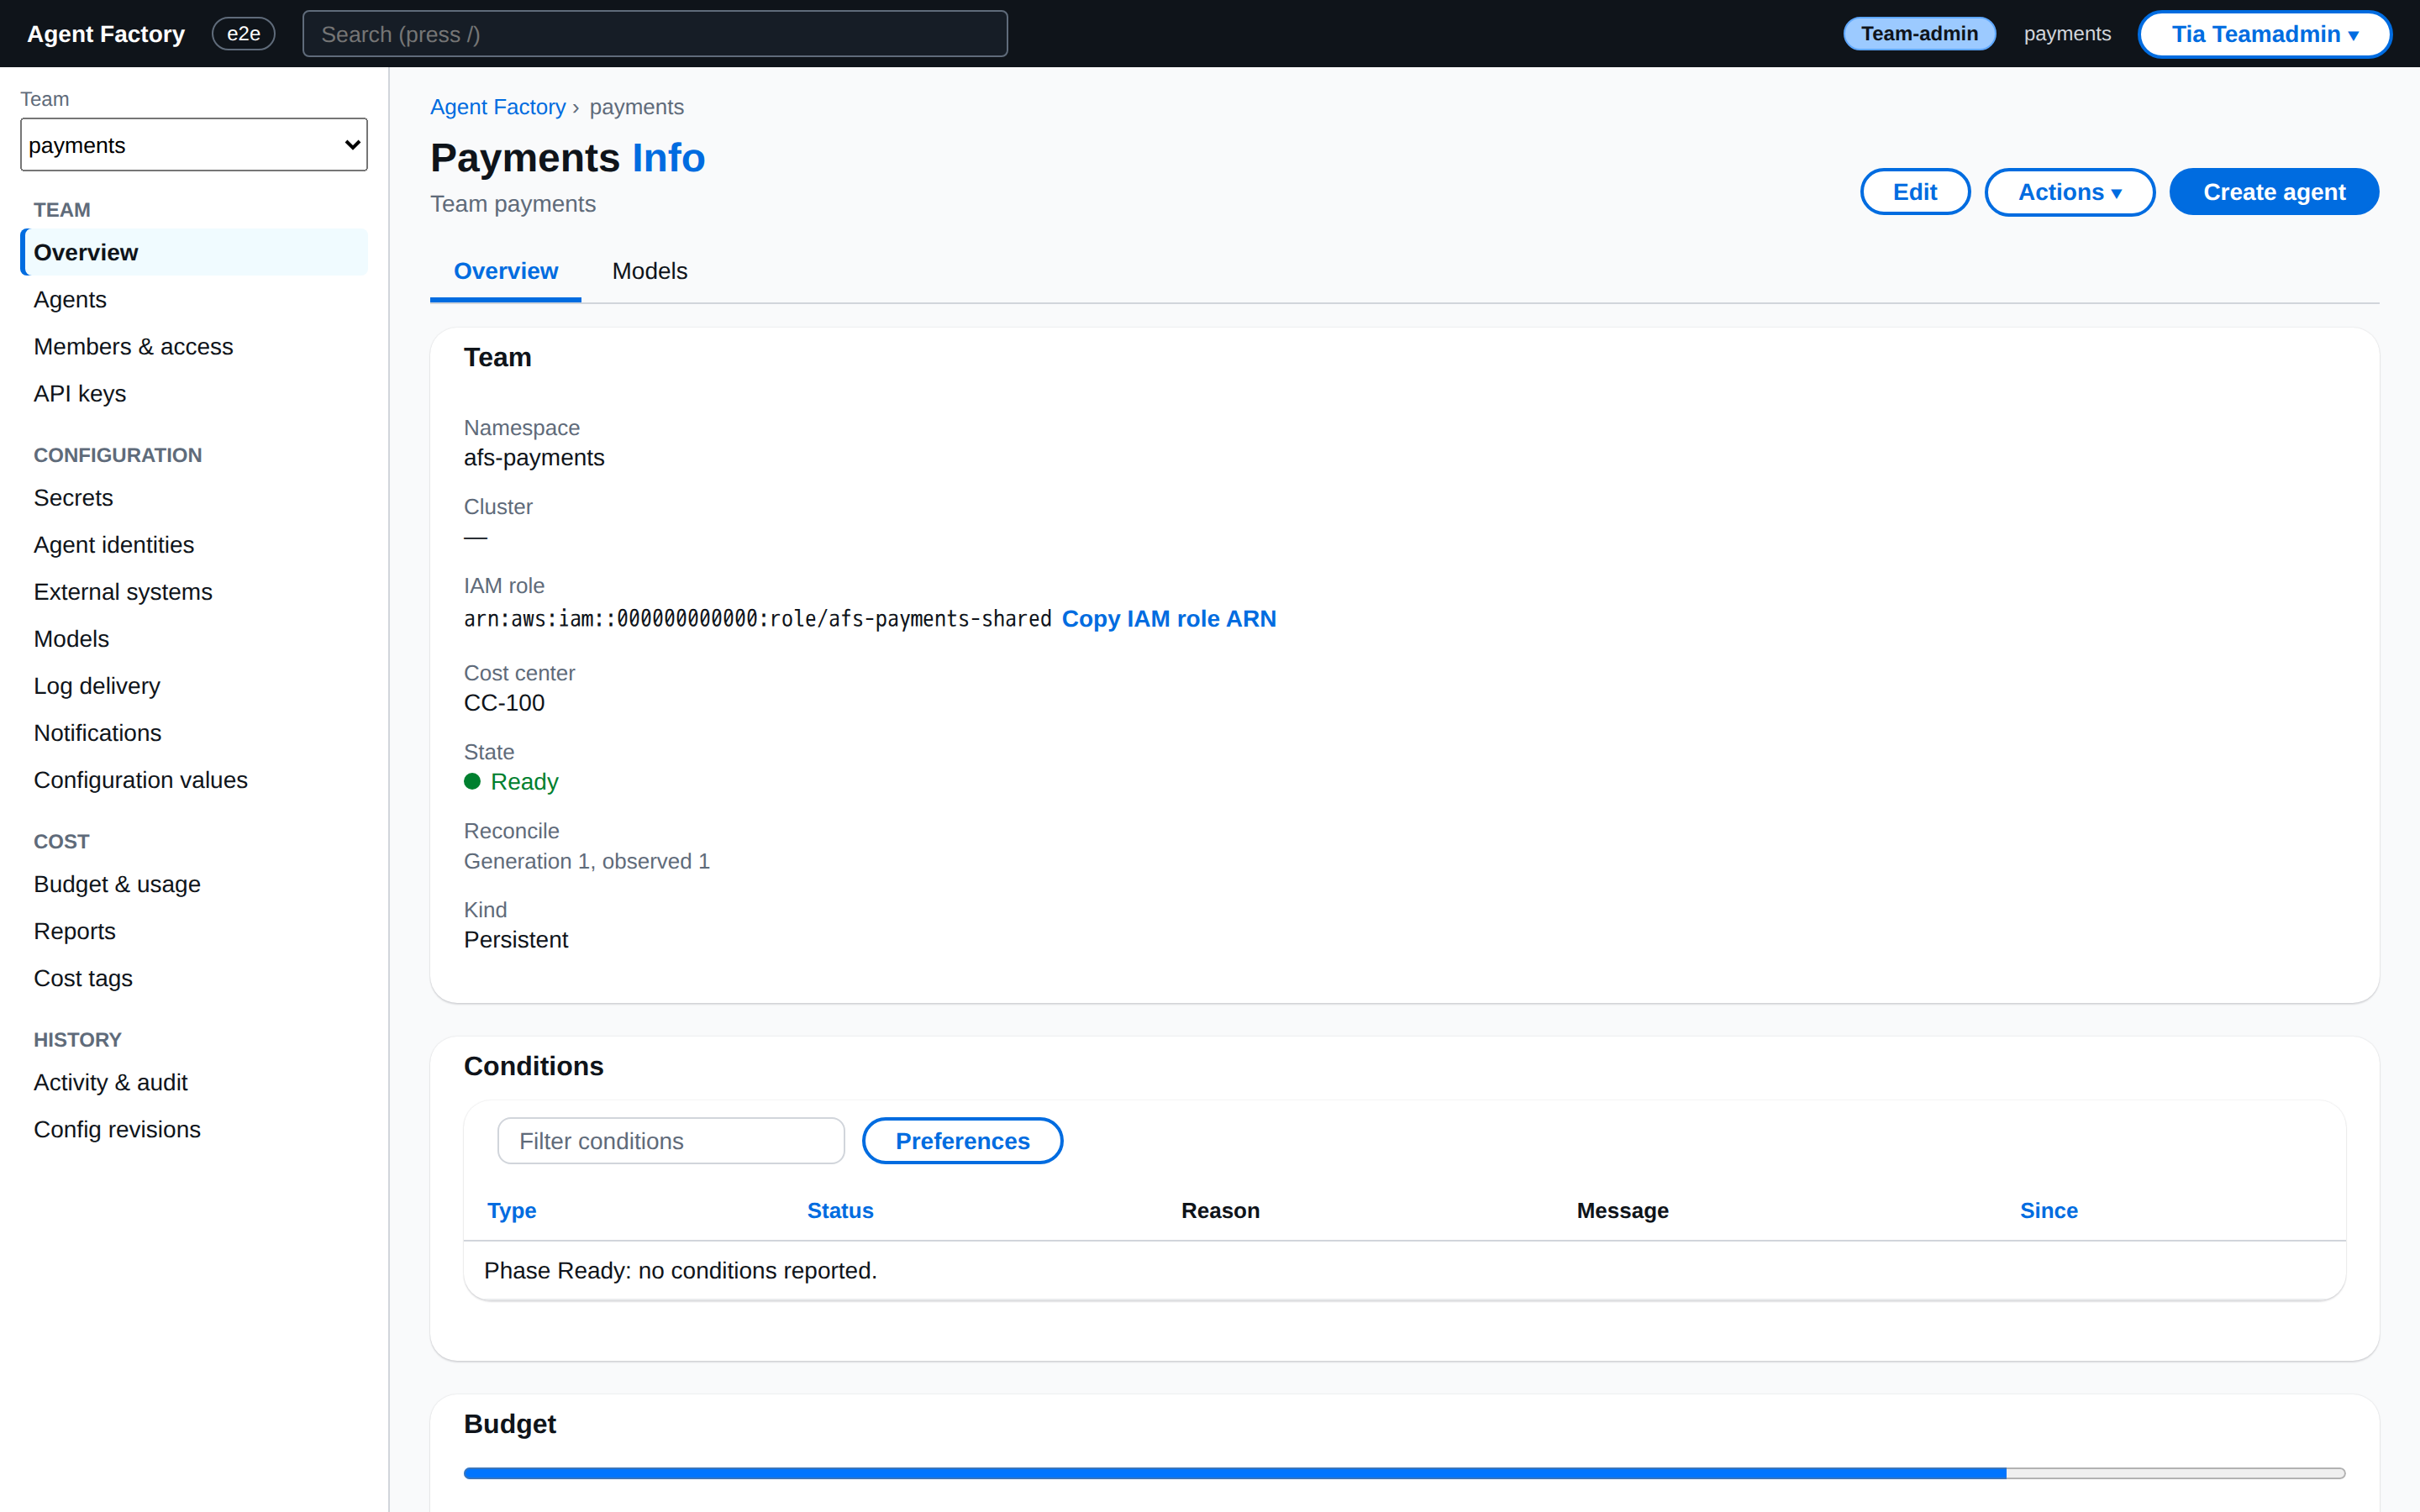 Agent Factory
e2e
Search (press /)
Team-admin
payments
Tia Teamadmin ▾
Team
payments
TEAM
Overview
Agents
Members & access
API keys
CONFIGURATION
Secrets
Agent identities
External systems
Models
Log delivery
Notifications
Configuration values
COST
Budget & usage
Reports
Cost tags
HISTORY
Activity & audit
Config revisions
Agent Factory › payments
Payments Info
Team payments
Edit
Actions ▾
Create agent
Overview
Models
Team
Namespace
afs-payments
Cluster
—
IAM role
arn:aws:iam::000000000000:role/afs-payments-shared Copy IAM role ARN
Cost center
CC-100
State
Ready
Reconcile
Generation 1, observed 1
Kind
Persistent
Conditions
Filter conditions
Preferences
Type Status Reason Message Since
Phase Ready: no conditions reported.
Budget